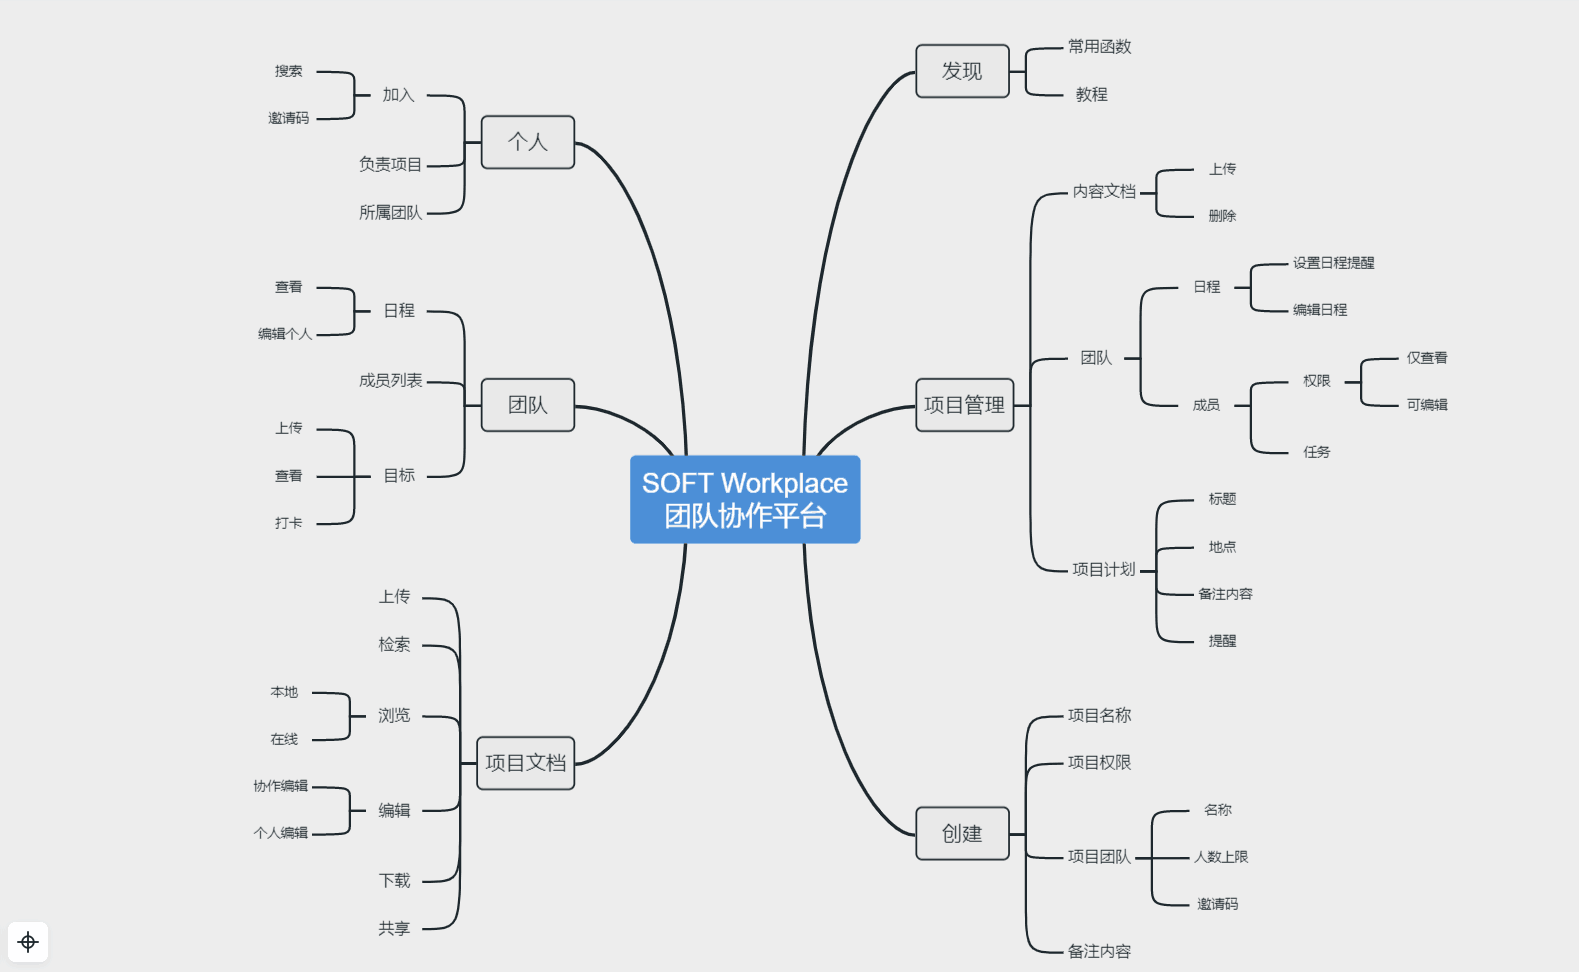 SOFT Workplace
团队协作平台
个人
加入
搜索
邀请码
负责项目
所属团队
团队
日程
查看
编辑个人
成员列表
目标
上传
查看
打卡
项目文档
上传
检索
浏览
本地
在线
编辑
协作编辑
个人编辑
下载
共享
发现
常用函数
教程
项目管理
内容文档
上传
删除
团队
日程
设置日程提醒
编辑日程
成员
权限
仅查看
可编辑
任务
项目计划
标题
地点
备注内容
提醒
创建
项目名称
项目权限
项目团队
名称
人数上限
邀请码
备注内容